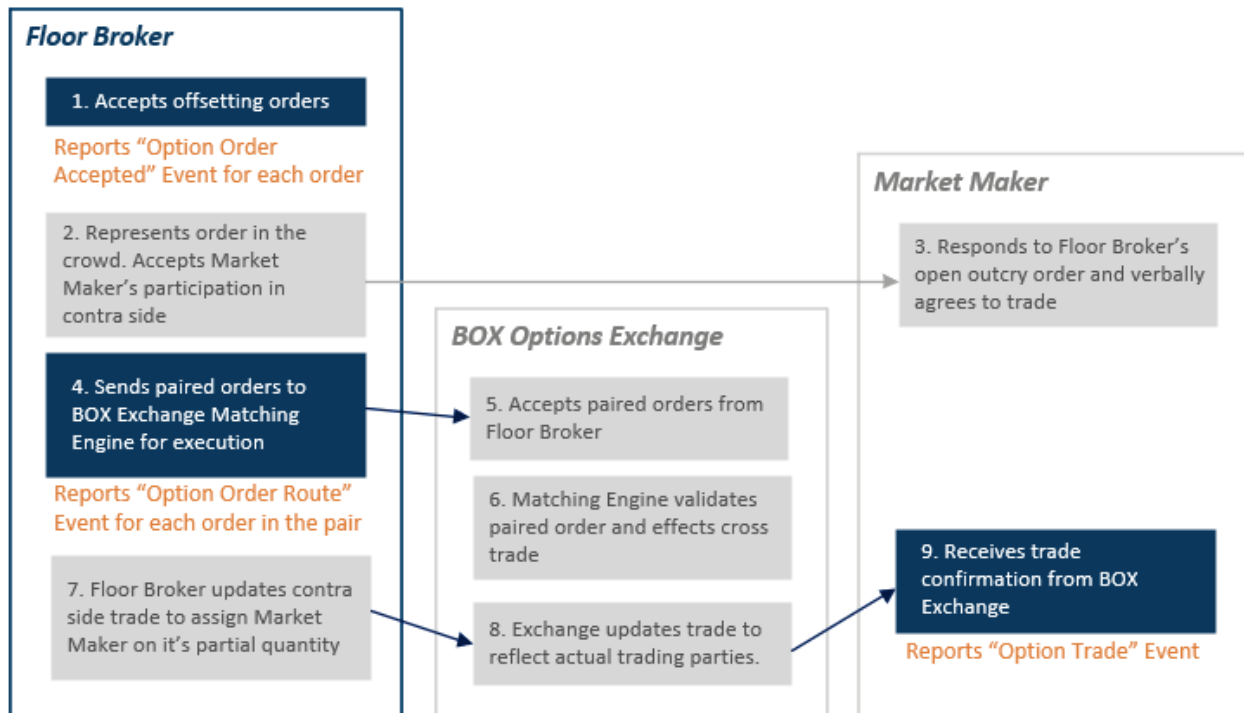 Floor Broker
1. Accepts offsetting orders
Reports “Option Order
Accepted” Event for each order
2. Represents order in the
crowd. Accepts Market
Maker’s participation in
contra side
4. Sends paired orders to
BOX Exchange Matching
Engine for execution
Reports “Option Order Route”
Event for each order in the pair
7. Floor Broker updates contra
side trade to assign Market
Maker on it’s partial quantity
BOX Options Exchange
5. Accepts paired orders from
Floor Broker
6. Matching Engine validates
paired order and effects cross
trade
8. Exchange updates trade to
reflect actual trading parties.
Market Maker
3. Responds to Floor Broker’s
open outcry order and verbally
agrees to trade
9. Receives trade
confirmation from BOX
Exchange
Reports “Option Trade” Event